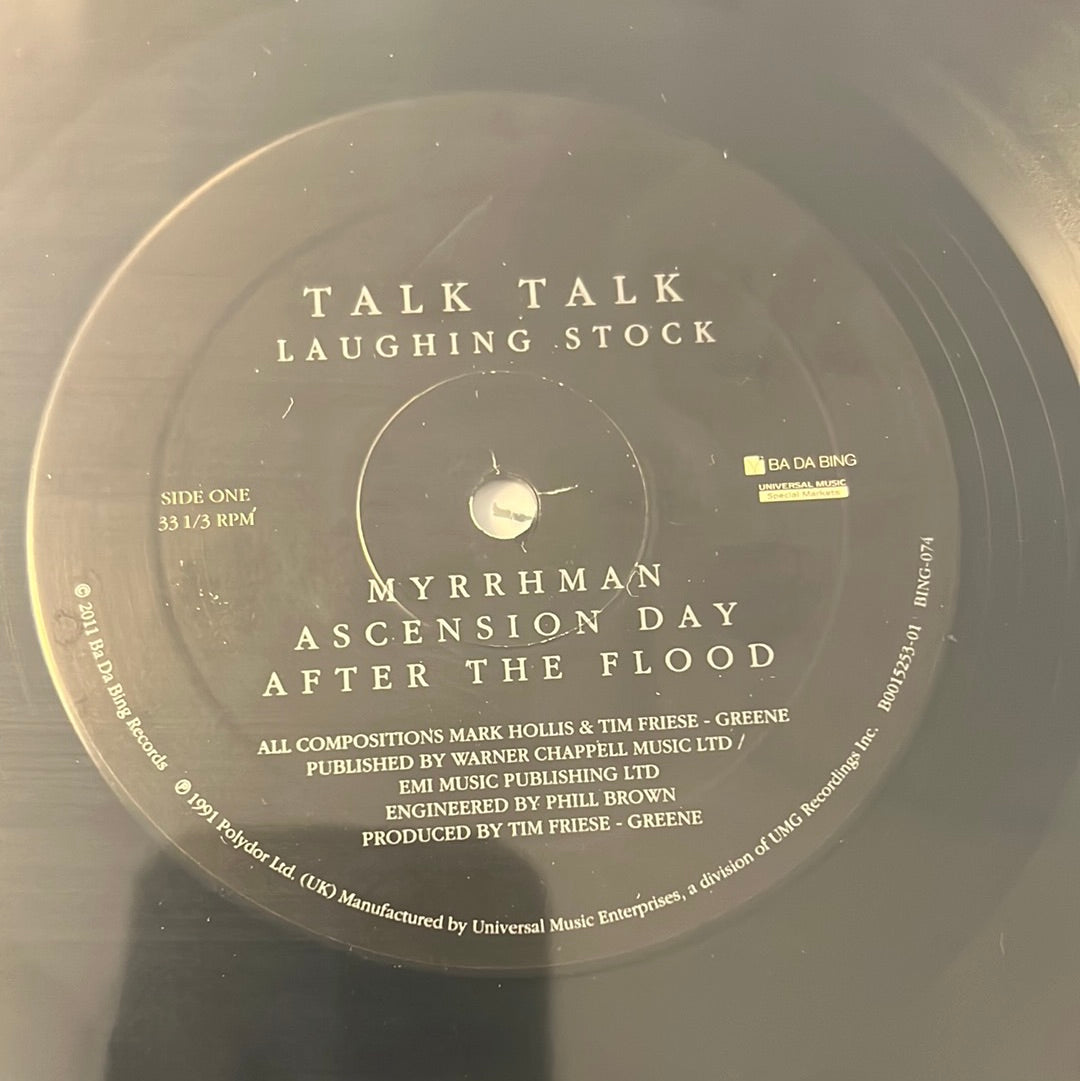 TALK TALK
LAUGHING STOCK
SIDE ONE
33 1/3 RPM
BA DA BING
UNIVERSAL MUSIC
Special Markets
MYRRHMAN
ASCENSION DAY
AFTER THE FLOOD
ALL COMPOSITIONS MARK HOLLIS & TIM FRIESE - GREENE
PUBLISHED BY WARNER CHAPPELL MUSIC LTD /
EMI MUSIC PUBLISHING LTD
ENGINEERED BY PHILL BROWN
PRODUCED BY TIM FRIESE - GREENE
© 2011 Ba Da Bing Records ℗ 1991 Polydor Ltd. (UK) Manufactured by Universal Music Enterprises, a division of UMG Recordings Inc. B0015253-01 BING-074